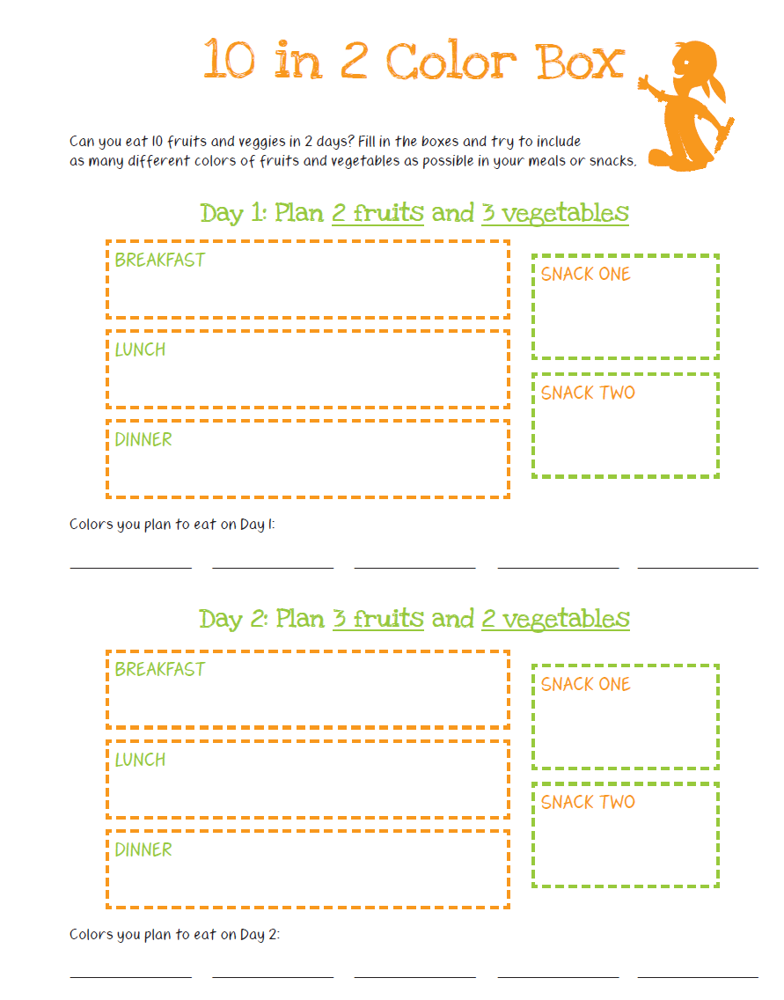 10 in 2 Color Box
Can you eat 10 fruits and veggies in 2 days? Fill in the boxes and try to include
as many different colors of fruits and vegetables as possible in your meals or snacks.
Day 1: Plan 2 fruits and 3 vegetables
BREAKFAST
LUNCH
DINNER
SNACK ONE
SNACK TWO
Colors you plan to eat on Day 1:
Day 2: Plan 3 fruits and 2 vegetables
BREAKFAST
LUNCH
DINNER
SNACK ONE
SNACK TWO
Colors you plan to eat on Day 2: